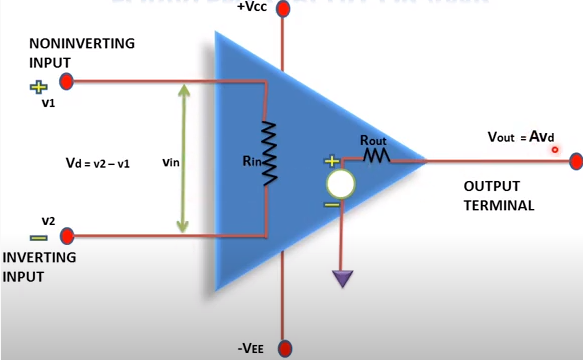 +Vcc
NONINVERTING
INPUT
+
v1
Vd = v2 – v1
vin
Rin
Rout
+
–
Vout = AVd
OUTPUT
TERMINAL
v2
–
INVERTING
INPUT
-VEE